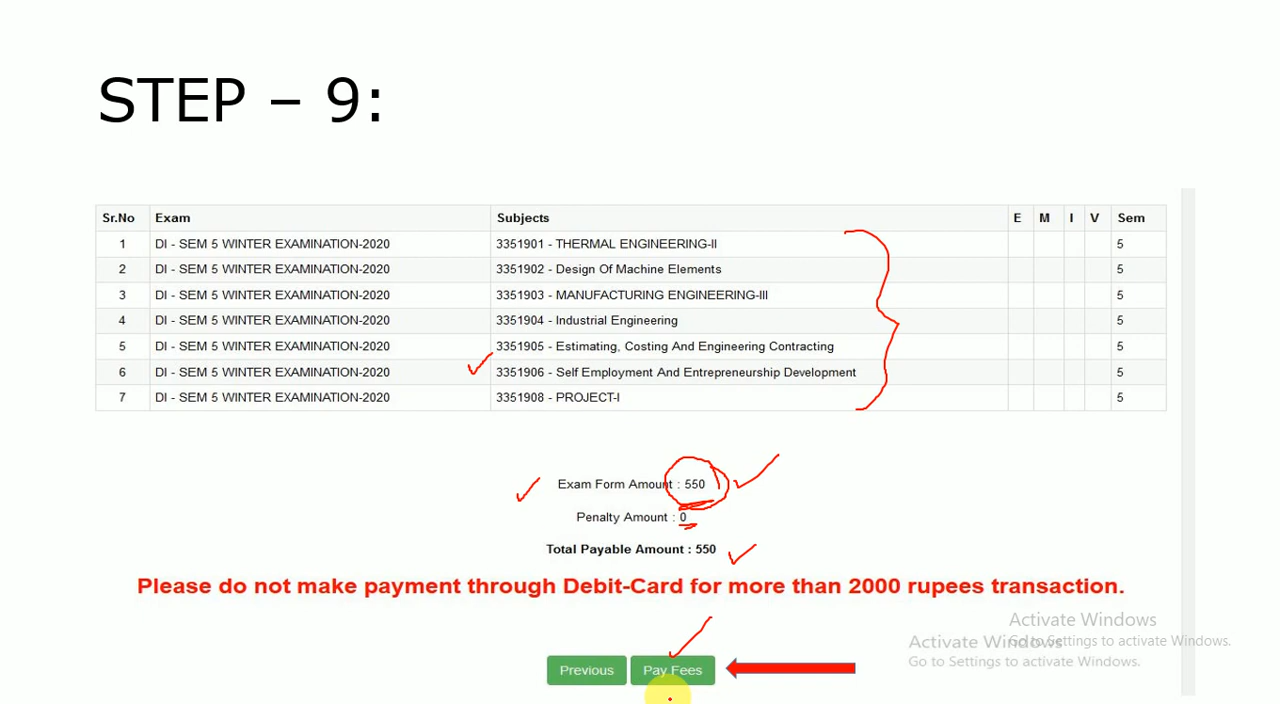 STEP – 9:
Sr.No Exam Subjects E M I V Sem
1 DI - SEM 5 WINTER EXAMINATION-2020 3351901 - THERMAL ENGINEERING-II 5
2 DI - SEM 5 WINTER EXAMINATION-2020 3351902 - Design Of Machine Elements 5
3 DI - SEM 5 WINTER EXAMINATION-2020 3351903 - MANUFACTURING ENGINEERING-III 5
4 DI - SEM 5 WINTER EXAMINATION-2020 3351904 - Industrial Engineering 5
5 DI - SEM 5 WINTER EXAMINATION-2020 3351905 - Estimating, Costing And Engineering Contracting 5
6 DI - SEM 5 WINTER EXAMINATION-2020 3351906 - Self Employment And Entrepreneurship Development 5
7 DI - SEM 5 WINTER EXAMINATION-2020 3351908 - PROJECT-I 5
Exam Form Amount : 550
Penalty Amount : 0
Total Payable Amount : 550
Please do not make payment through Debit-Card for more than 2000 rupees transaction.
Activate Windows
Go to Settings to activate Windows.
Activate Windows
Go to Settings to activate Windows.
Previous Pay Fees